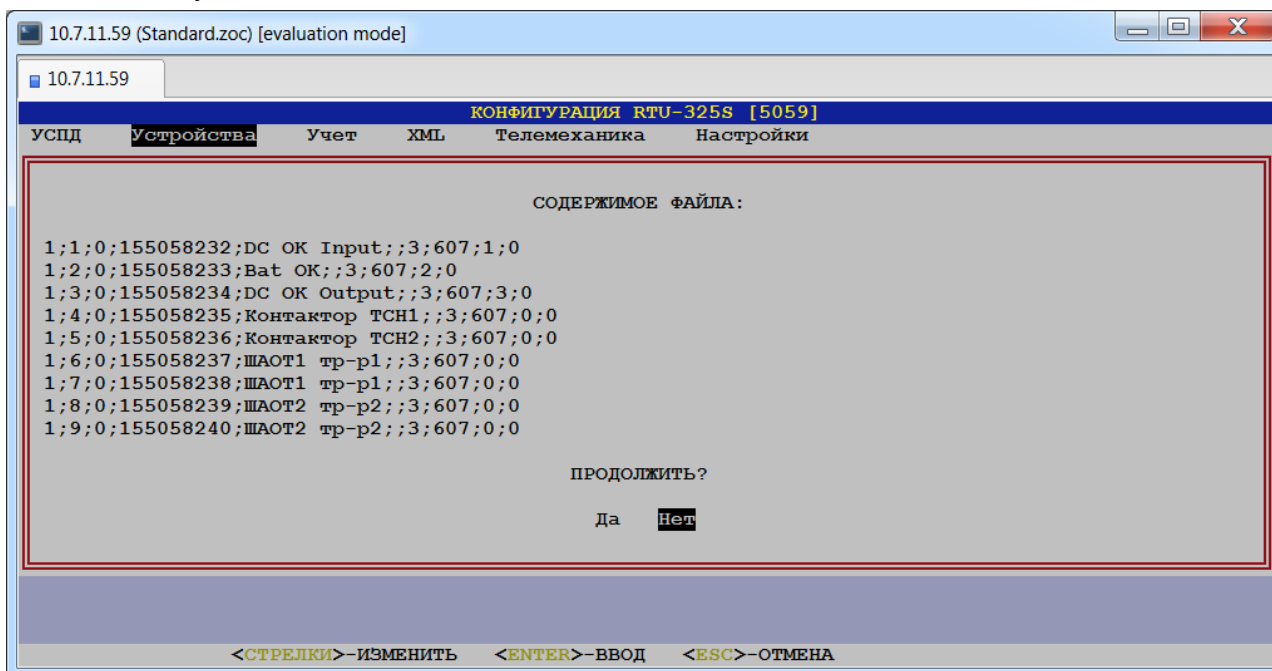 10.7.11.59 (Standard.zoc) [evaluation mode]
10.7.11.59
КОНФИГУРАЦИЯ RTU-325S [5059]
УСПД Устройства Учет XML Телемеханика Настройки
СОДЕРЖИМОЕ ФАЙЛА:
1;1;0;155058232;DC OK Input;;3;607;1;0
1;2;0;155058233;Bat OK;;3;607;2;0
1;3;0;155058234;DC OK Output;;3;607;3;0
1;4;0;155058235;Контактор ТСН1;;3;607;0;0
1;5;0;155058236;Контактор ТСН2;;3;607;0;0
1;6;0;155058237;ШАОТ1 тр-р1;;3;607;0;0
1;7;0;155058238;ШАОТ1 тр-р1;;3;607;0;0
1;8;0;155058239;ШАОТ2 тр-р2;;3;607;0;0
1;9;0;155058240;ШАОТ2 тр-р2;;3;607;0;0
ПРОДОЛЖИТЬ?
Да Нет
<СТРЕЛКИ>-ИЗМЕНИТЬ <ENTER>-ВВОД <ESC>-ОТМЕНА